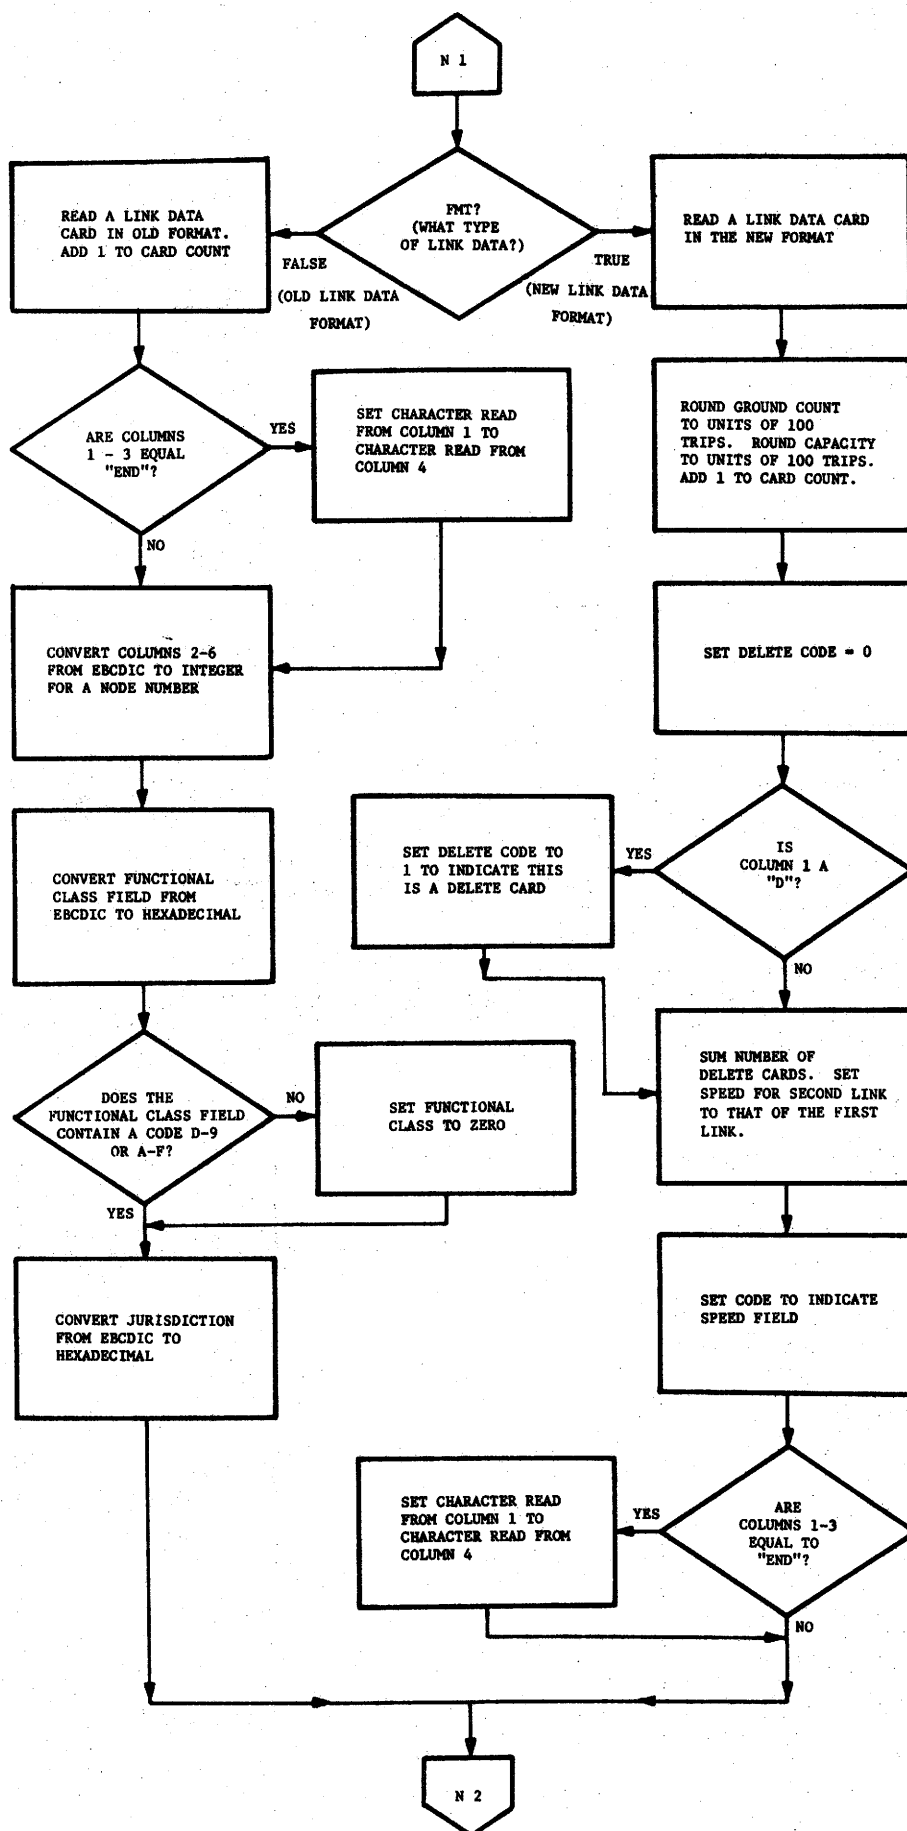 N 1
FMT?
(WHAT TYPE
OF LINK DATA?)
FALSE
(OLD LINK DATA
FORMAT)
TRUE
(NEW LINK DATA
FORMAT)
READ A LINK DATA
CARD IN OLD FORMAT.
ADD 1 TO CARD COUNT
ARE COLUMNS
1 - 3 EQUAL
"END"?
YES
SET CHARACTER READ
FROM COLUMN 1 TO
CHARACTER READ FROM
COLUMN 4
NO
CONVERT COLUMNS 2-6
FROM EBCDIC TO INTEGER
FOR A NODE NUMBER
CONVERT FUNCTIONAL
CLASS FIELD FROM
EBCDIC TO HEXADECIMAL
DOES THE
FUNCTIONAL CLASS FIELD
CONTAIN A CODE D-9
OR A-F?
NO
SET FUNCTIONAL
CLASS TO ZERO
YES
CONVERT JURISDICTION
FROM EBCDIC TO
HEXADECIMAL
READ A LINK DATA CARD
IN THE NEW FORMAT
ROUND GROUND COUNT
TO UNITS OF 100
TRIPS. ROUND CAPACITY
TO UNITS OF 100 TRIPS.
ADD 1 TO CARD COUNT.
SET DELETE CODE = 0
IS
COLUMN 1 A
"D"?
YES
SET DELETE CODE TO
1 TO INDICATE THIS
IS A DELETE CARD
NO
SUM NUMBER OF
DELETE CARDS. SET
SPEED FOR SECOND LINK
TO THAT OF THE FIRST
LINK.
SET CODE TO INDICATE
SPEED FIELD
ARE
COLUMNS 1-3
EQUAL TO
"END"?
YES
SET CHARACTER READ
FROM COLUMN 1 TO
CHARACTER READ FROM
COLUMN 4
NO
N 2